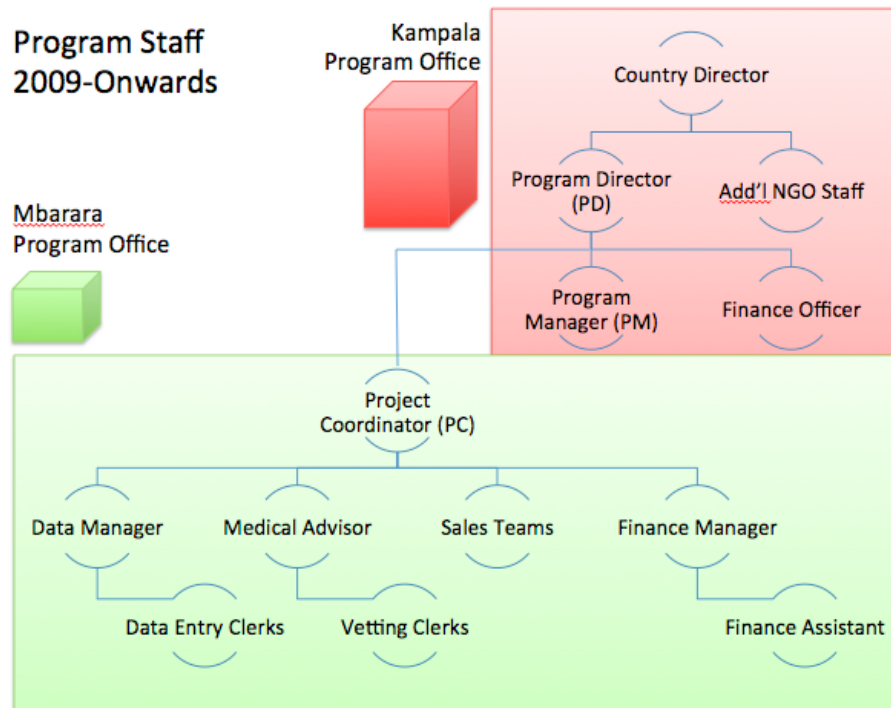 Program Staff
2009-Onwards
Kampala
Program Office
Country Director
Program Director
(PD)
Add'l NGO Staff
Mbarara
Program Office
Program
Manager (PM)
Finance Officer
Project
Coordinator (PC)
Data Manager
Medical Advisor
Sales Teams
Finance Manager
Data Entry Clerks
Vetting Clerks
Finance Assistant